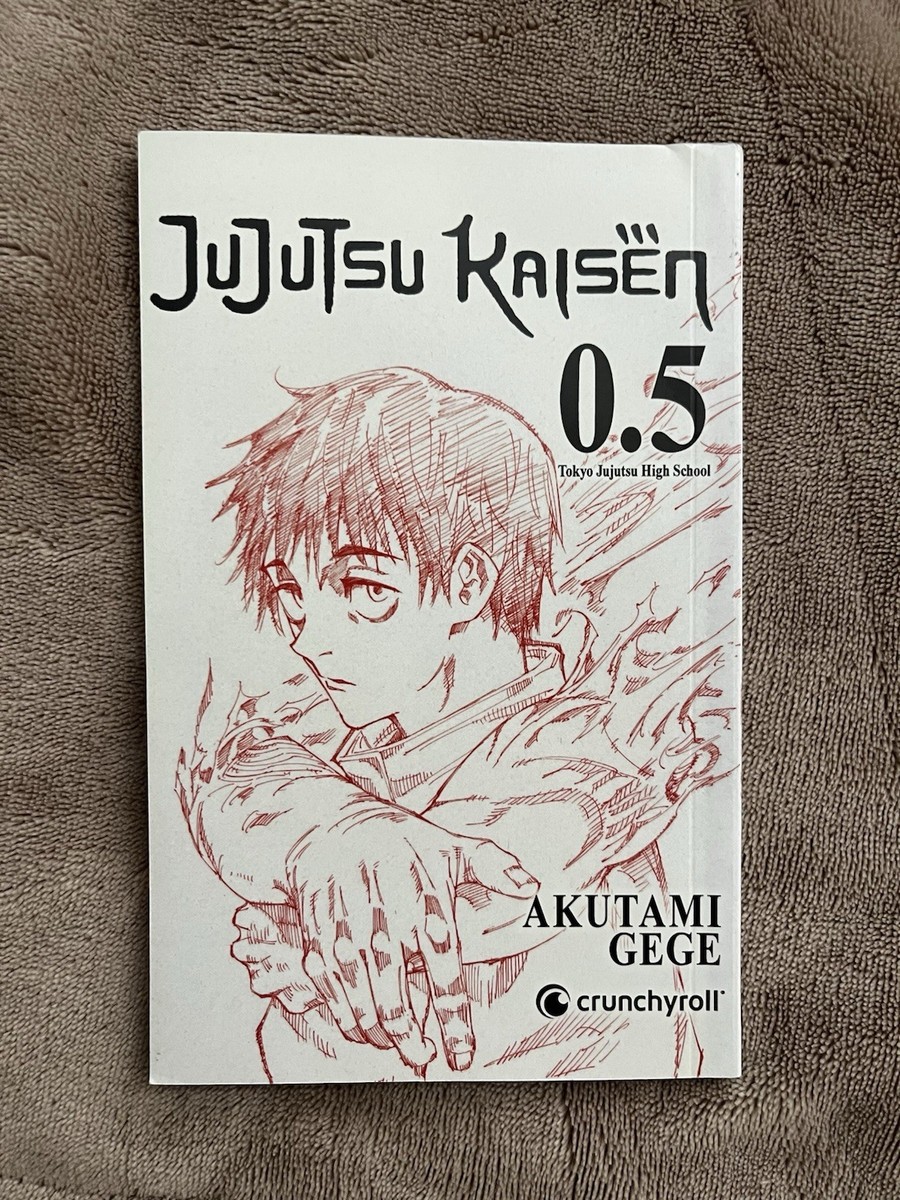 JUJUTSU KAISEN
0.5
Tokyo Jujutsu High School
AKUTAMI
GEGE
crunchyroll